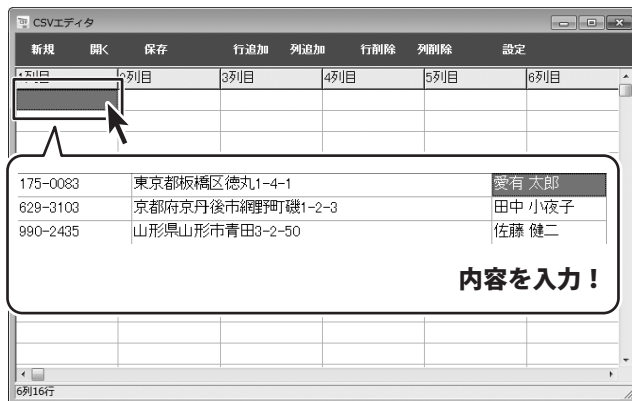 CSVエディタ
新規 開く 保存 行追加 列追加 行削除 列削除 設定
1列目 2列目 3列目 4列目 5列目 6列目
175-0083 東京都板橋区徳丸1-4-1 愛有 太郎
629-3103 京都府京丹後市網野町磯1-2-3 田中 小夜子
990-2435 山形県山形市青田3-2-50 佐藤 健二
内容を入力！
6列16行